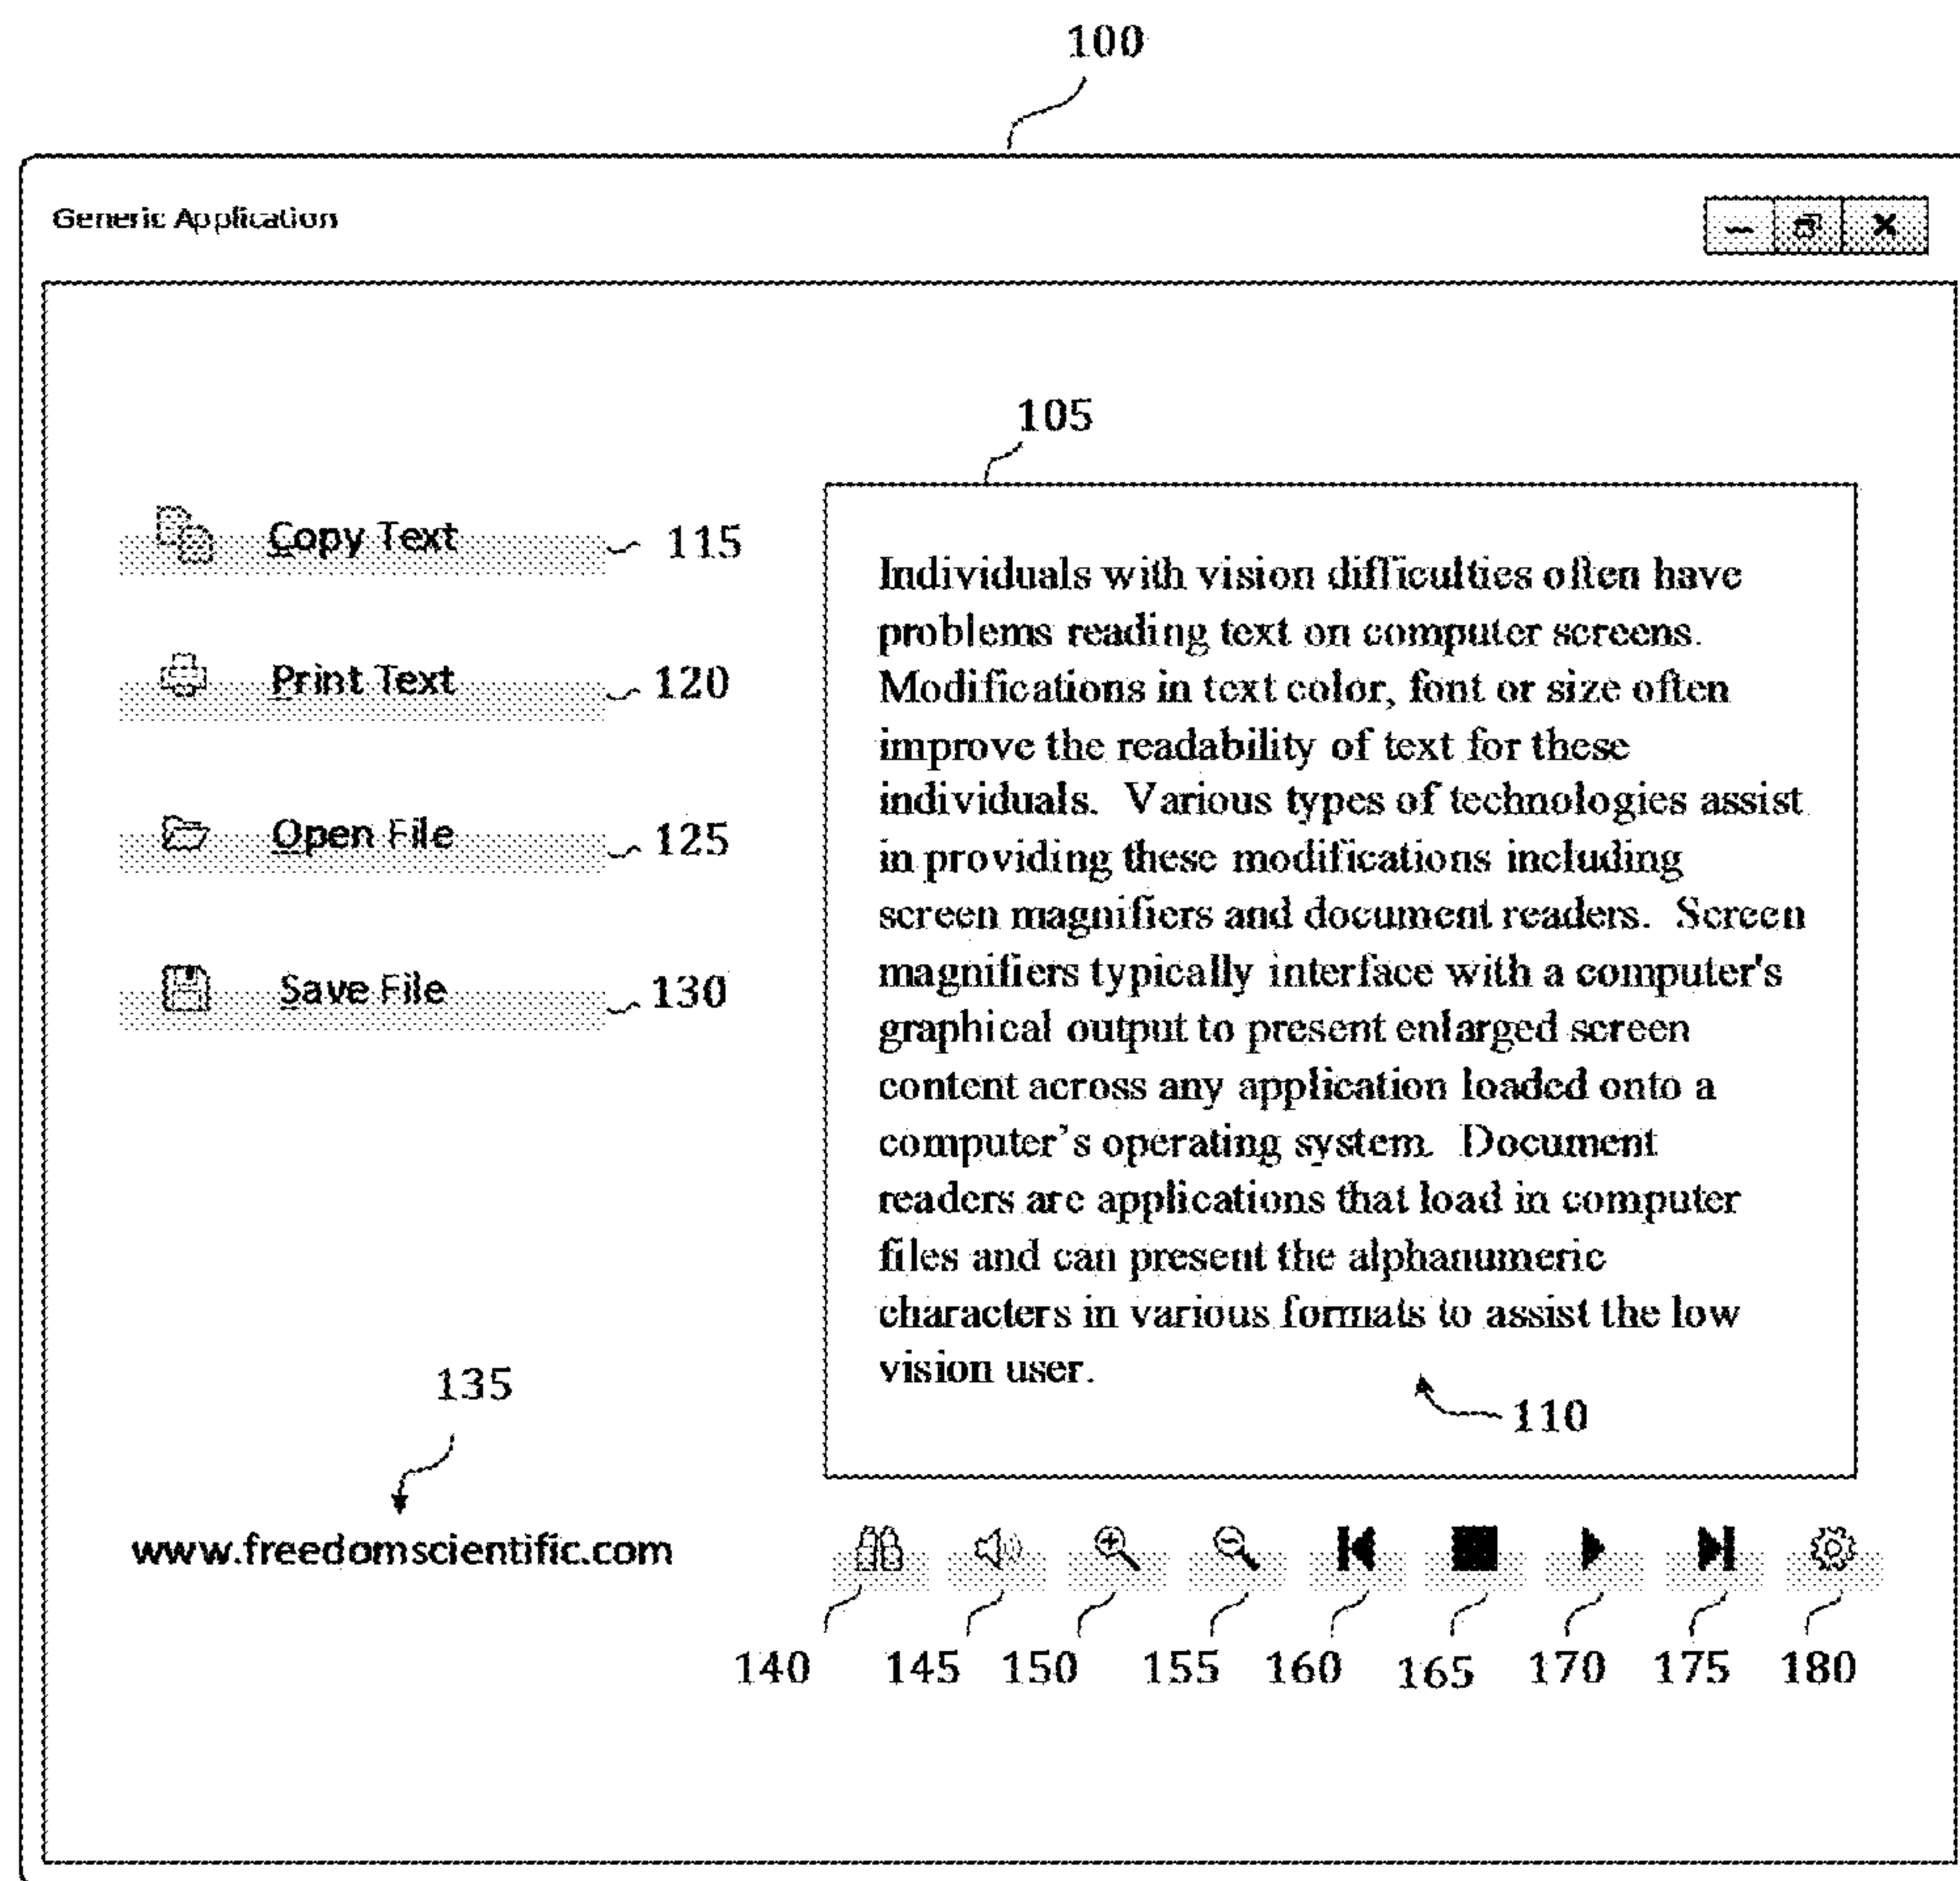 100
Generic Application
105
Copy Text 115
Print Text 120
Open File 125
Save File 130
Individuals with vision difficulties often have
problems reading text on computer screens.
Modifications in text color, font or size often
improve the readability of text for these
individuals.  Various types of technologies assist
in providing these modifications including
screen magnifiers and document readers.  Screen
magnifiers typically interface with a computer's
graphical output to present enlarged screen
content across any application loaded onto a
computer’s operating system.  Document
readers are applications that load in computer
files and can present the alphanumeric
characters in various formats to assist the low
vision user.
110
135
www.freedomscientific.com
140 145 150 155 160 165 170 175 180